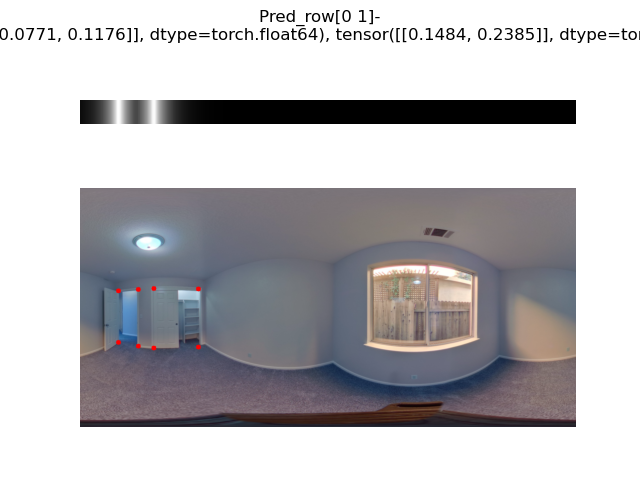 Pred_row[0 1]-
0.0771, 0.1176]], dtype=torch.float64), tensor([[0.1484, 0.2385]], dtype=tor